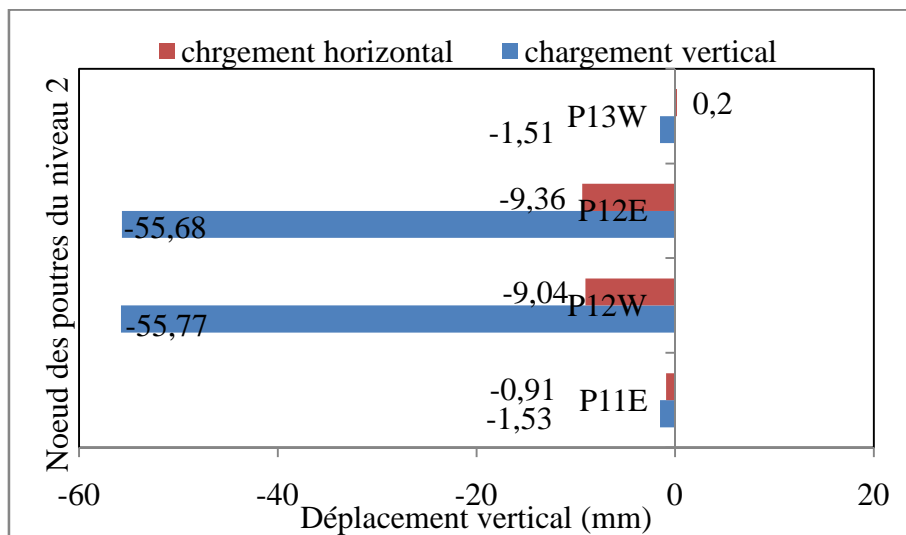 chrgement horizontal
chargement vertical
Noeud des poutres du niveau 2
P13W
0,2
-1,51
-9,36
P12E
-55,68
-9,04
P12W
-55,77
-0,91
P11E
-1,53
-60
-40
-20
0
20
Déplacement vertical (mm)